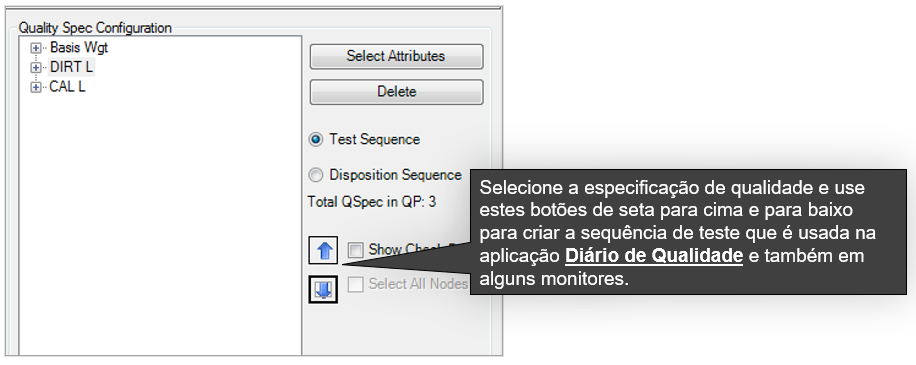 Quality Spec Configuration
Basis Wgt
DIRT L
CAL L
Select Attributes
Delete
Test Sequence
Disposition Sequence
Total QSpec in QP: 3
Show
Select All Nodes
Selecione a especificação de qualidade e use
estes botões de seta para cima e para baixo
para criar a sequência de teste que é usada na
aplicação Diário de Qualidade e também em
alguns monitores.